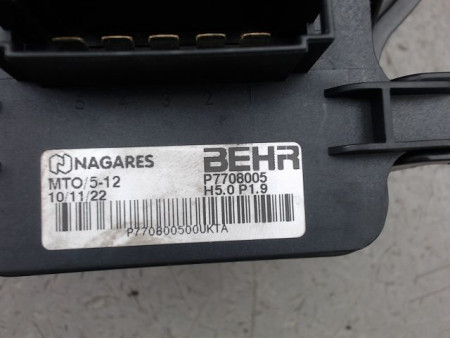 NAGARES BEHR
MTO/5-12 P7708005
10/11/22 H5.0 P1.9
P770800500UKTA